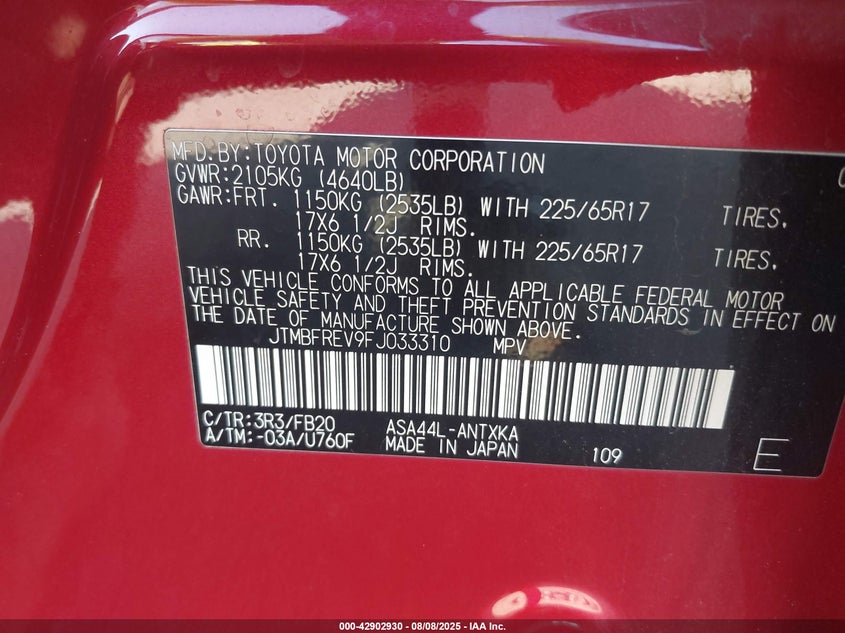 MFD. BY: TOYOTA MOTOR CORPORATION
GVWR: 2105KG (4640LB)
GAWR: FRT. 1150KG (2535LB) WITH 225/65R17 TIRES.
17X6 1/2J RIMS.
RR. 1150KG (2535LB) WITH 225/65R17 TIRES.
17X6 1/2J RIMS.
THIS VEHICLE CONFORMS TO ALL APPLICABLE FEDERAL MOTOR
VEHICLE SAFETY AND THEFT PREVENTION STANDARDS IN EFFECT ON
THE DATE OF MANUFACTURE SHOWN ABOVE.
JTMBFREV9FJ033310 MPV
C/TR: 3R3/FB20 ASA44L-ANTXKA
A/TM: -03A/U760F MADE IN JAPAN 109 E
000-42902930 - 08/08/2025 - IAA Inc.